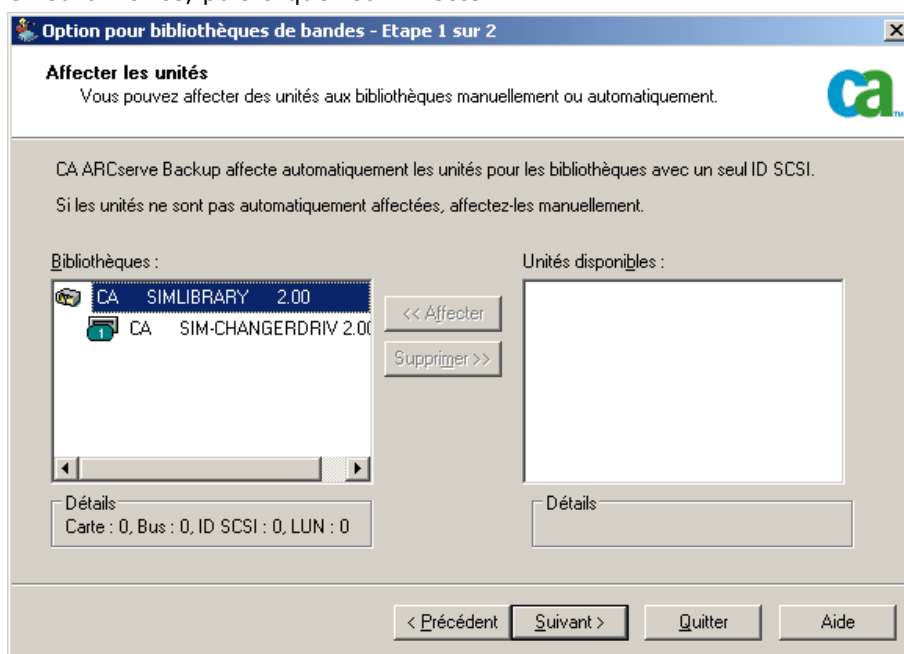 Option pour bibliothèques de bandes - Etape 1 sur 2
Affecter les unités
Vous pouvez affecter des unités aux bibliothèques manuellement ou automatiquement.
ca
TM
CA ARCserve Backup affecte automatiquement les unités pour les bibliothèques avec un seul ID SCSI.
Si les unités ne sont pas automatiquement affectées, affectez-les manuellement.
Bibliothèques :
Unités disponibles :
CA SIMLIBRARY 2.00
1 CA SIM-CHANGERDRIV 2.00
<< Affecter
Supprimer >>
Détails
Carte : 0, Bus : 0, ID SCSI : 0, LUN : 0
Détails
< Précédent
Suivant >
Quitter
Aide